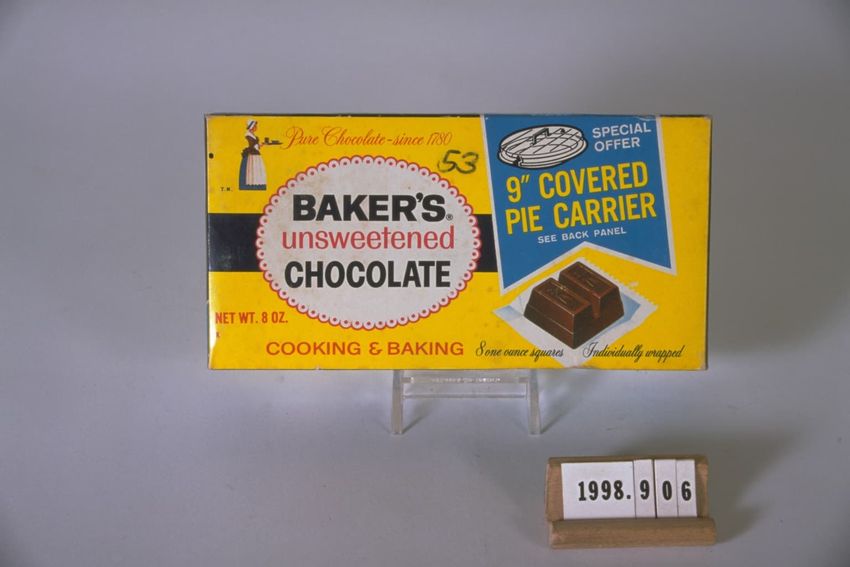 Pure Chocolate-since 1780
53
T.M.
BAKER'S®
unsweetened
CHOCOLATE
NET WT. 8 OZ.
COOKING & BAKING
SPECIAL
OFFER
9" COVERED
PIE CARRIER
SEE BACK PANEL
8 one ounce squares
Individually wrapped
1998.906